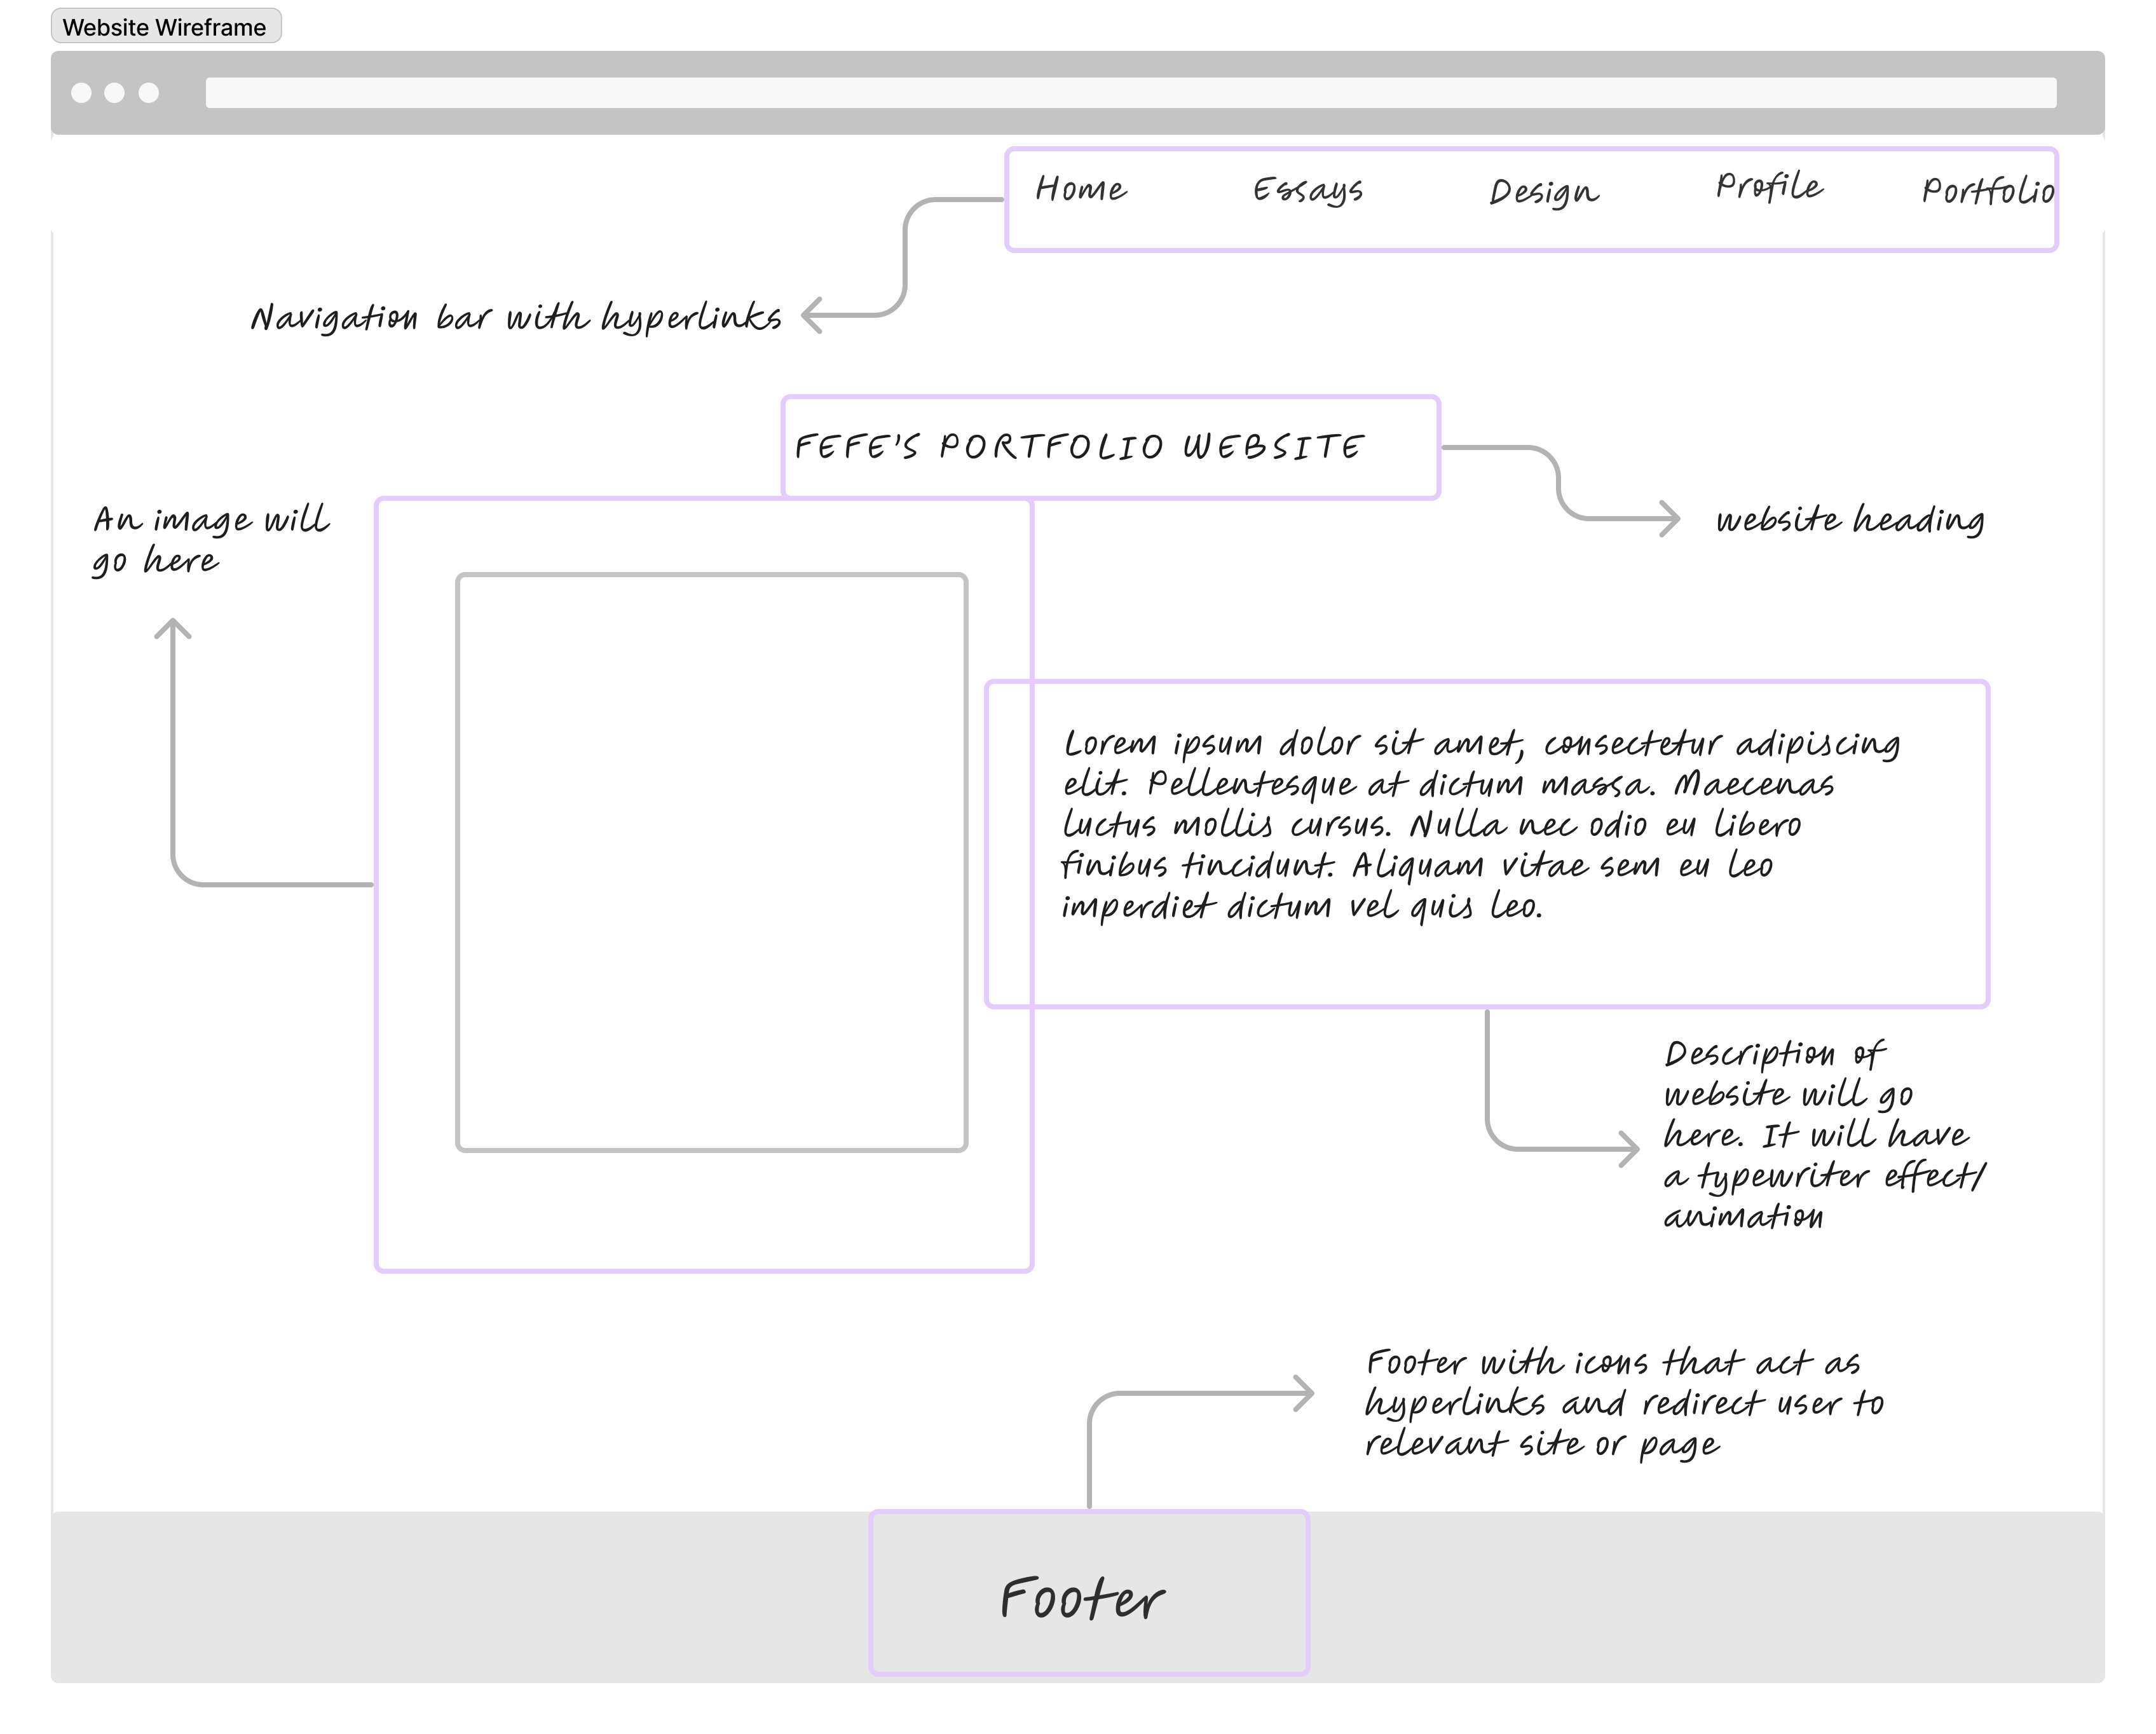 Website Wireframe
Home Essays Design Profile Portfolio
Navigation bar with hyperlinks
FEFE'S PORTFOLIO WEBSITE
An image will
go here
website heading
Lorem ipsum dolor sit amet, consectetur adipiscing
elit. Pellentesque at dictum massa. Maecenas
luctus mollis cursus. Nulla nec odio eu libero
finibus tincidunt. Aliquam vitae sem eu leo
imperdiet dictum vel quis leo.
Description of
website will go
here. It will have
a typewriter effect/
animation
Footer with icons that act as
hyperlinks and redirect user to
relevant site or page
Footer